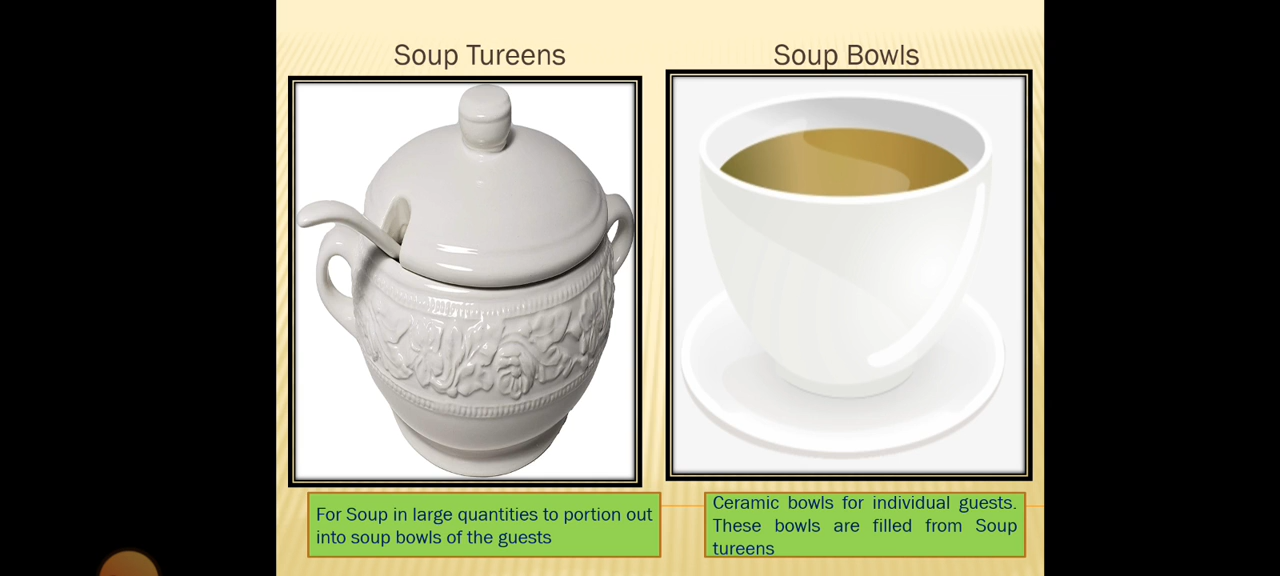 Soup Tureens
Soup Bowls
For Soup in large quantities to portion out
into soup bowls of the guests
Ceramic bowls for individual guests.
These bowls are filled from Soup
tureens